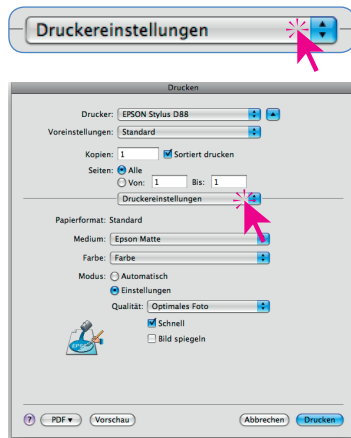 Druckereinstellungen
Drucken
Drucker: EPSON Stylus D88
Voreinstellungen: Standard
Kopien: 1 Sortiert drucken
Seiten: Alle
Von: 1 Bis: 1
Druckereinstellungen
Papierformat: Standard
Medium: Epson Matte
Farbe: Farbe
Modus: Automatisch
Einstellungen
Qualität: Optimales Foto
Schnell
Bild spiegeln
EPSON
? PDF ▾ Vorschau Abbrechen Drucken